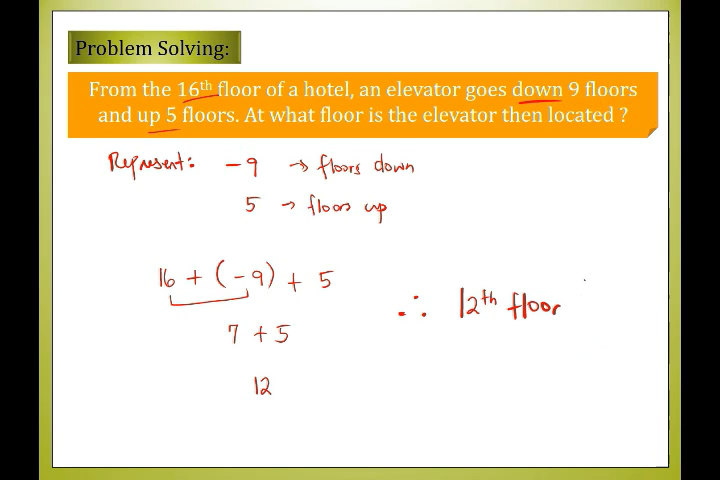 Problem Solving:
From the 16th floor of a hotel, an elevator goes down 9 floors
and up 5 floors. At what floor is the elevator then located ?
Represent: -9 → floors down
5 → floors up
16 + (-9) + 5
∴ 12th floor
7 + 5
12